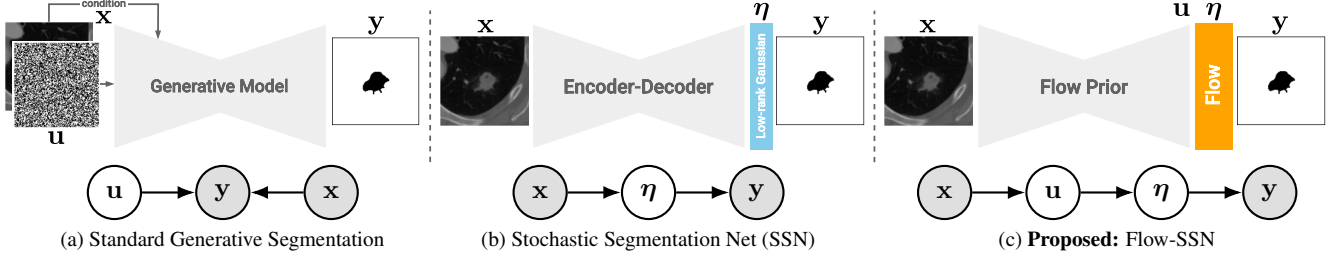 condition
x
Generative Model
u
y
u
y
x
(a) Standard Generative Segmentation
x
Encoder-Decoder
η
Low-rank Gaussian
y
x
η
y
(b) Stochastic Segmentation Net (SSN)
x
Flow Prior
u
η
Flow
y
x
u
η
y
(c) Proposed: Flow-SSN